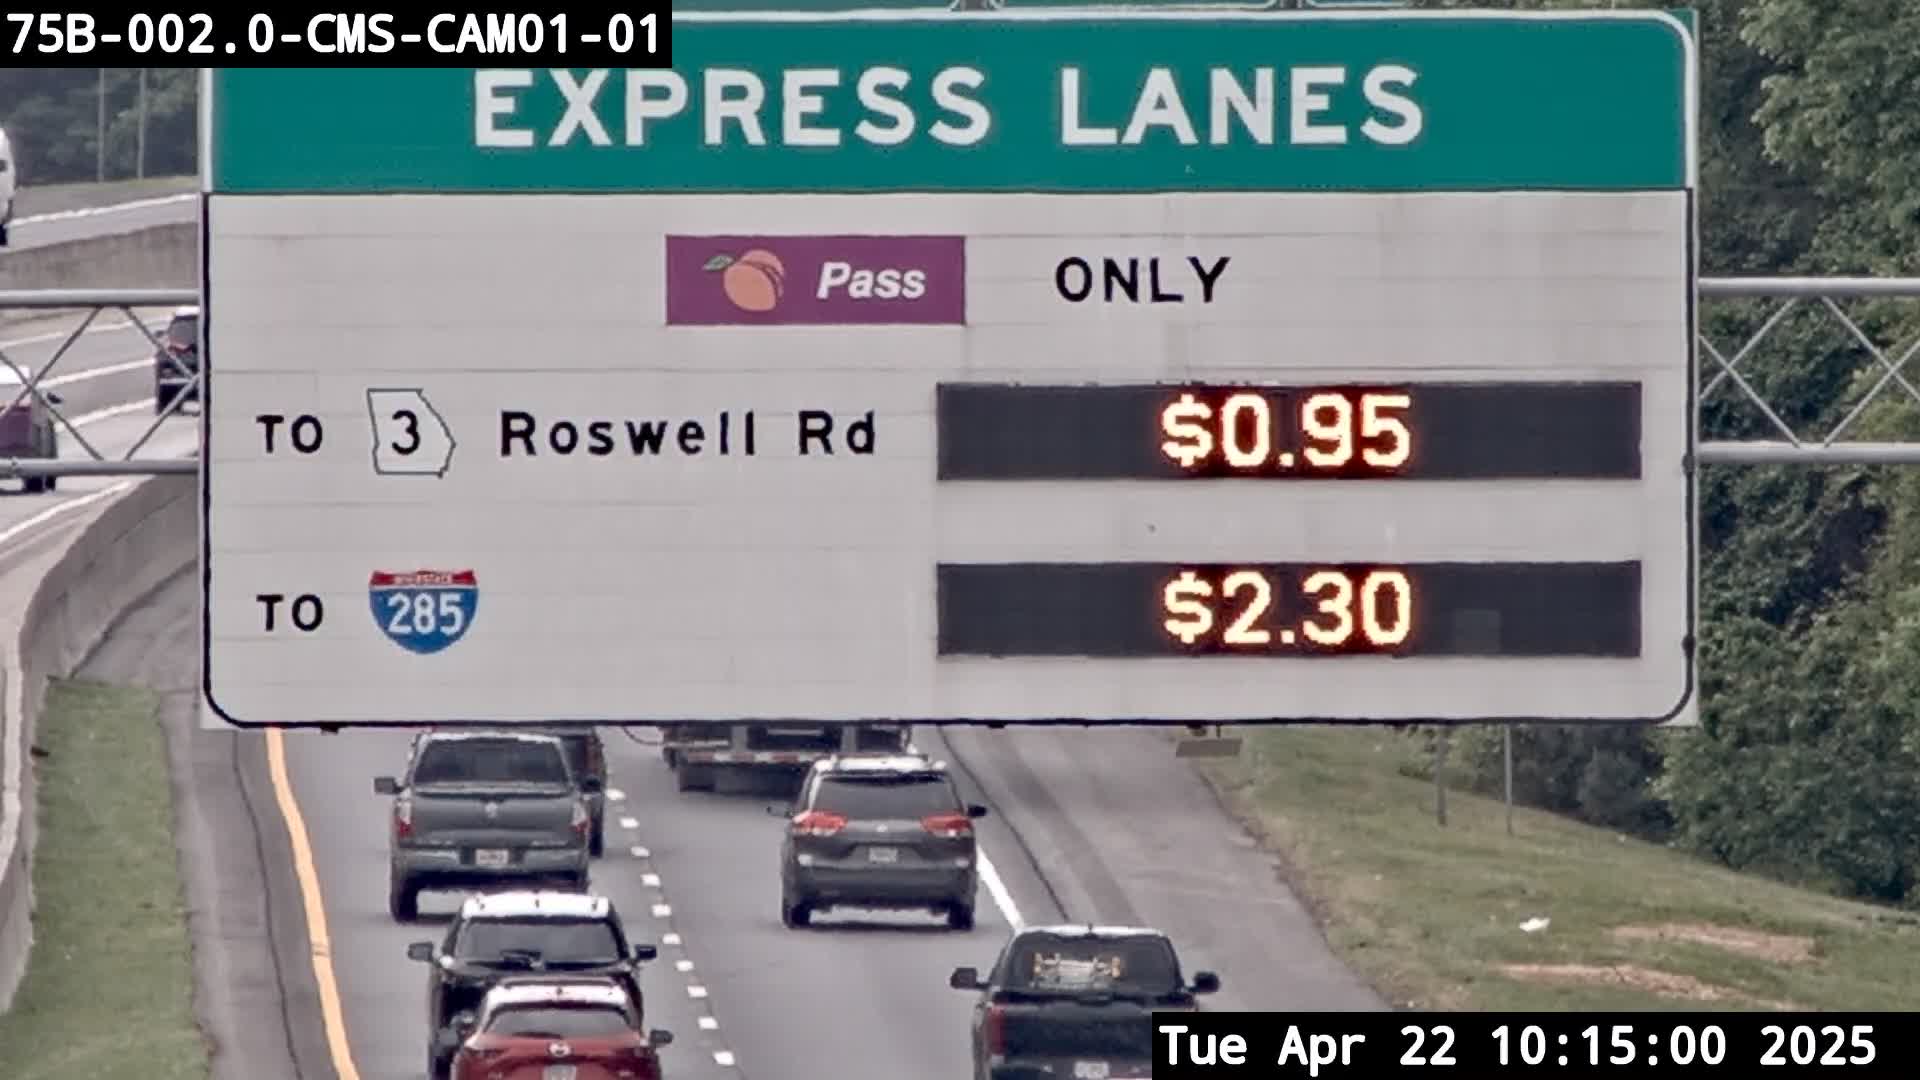 75B-002.0-CMS-CAM01-01
EXPRESS LANES
Pass ONLY
TO 3 Roswell Rd $0.95
TO INTERSTATE 285 $2.30
Tue Apr 22 10:15:00 2025